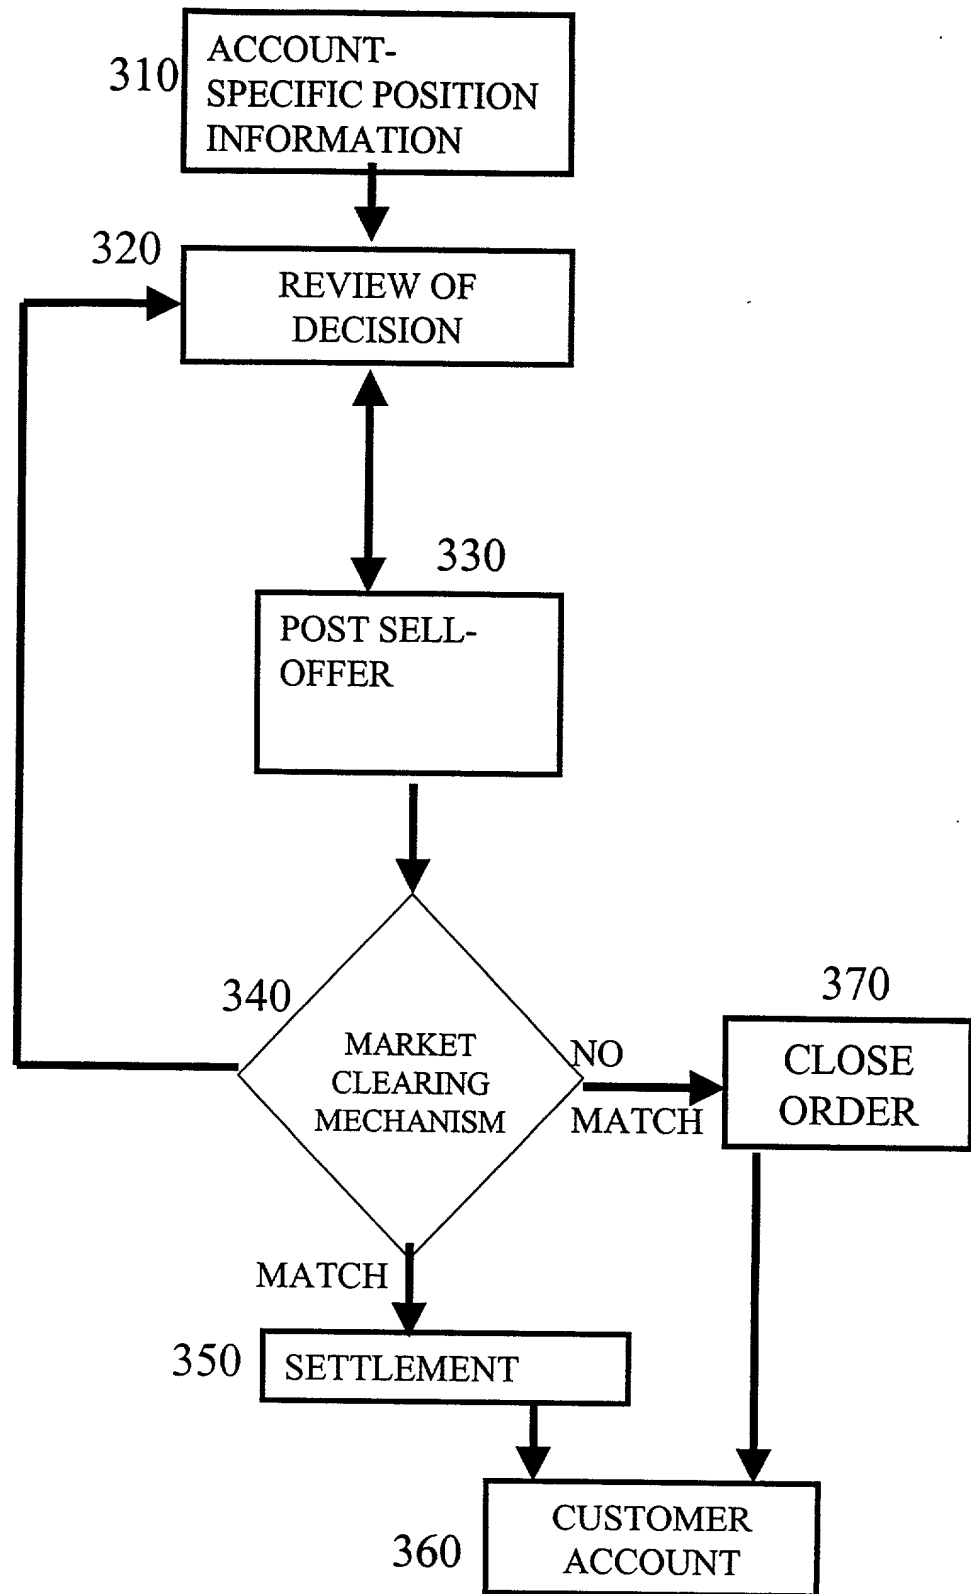 310
ACCOUNT-
SPECIFIC POSITION
INFORMATION
320
REVIEW OF
DECISION
330
POST SELL-
OFFER
340
MARKET
CLEARING
MECHANISM
NO
MATCH
370
CLOSE
ORDER
MATCH
350
SETTLEMENT
360
CUSTOMER
ACCOUNT